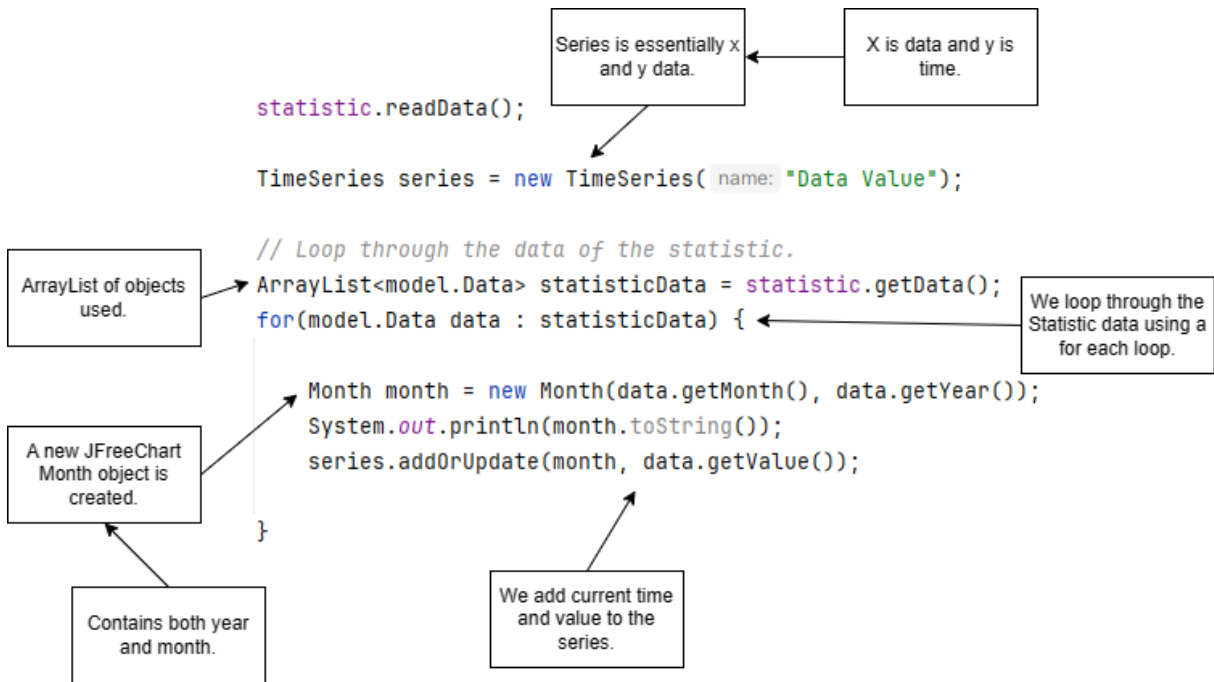 Series is essentially x
and y data.
X is data and y is
time.
statistic.readData();
TimeSeries series = new TimeSeries( name: "Data Value");
// Loop through the data of the statistic.
ArrayList of objects
used.
ArrayList<model.Data> statisticData = statistic.getData();
for(model.Data data : statisticData) {
We loop through the
Statistic data using a
for each loop.
Month month = new Month(data.getMonth(), data.getYear());
System.out.println(month.toString());
series.addOrUpdate(month, data.getValue());
A new JFreeChart
Month object is
created.
}
Contains both year
and month.
We add current time
and value to the
series.